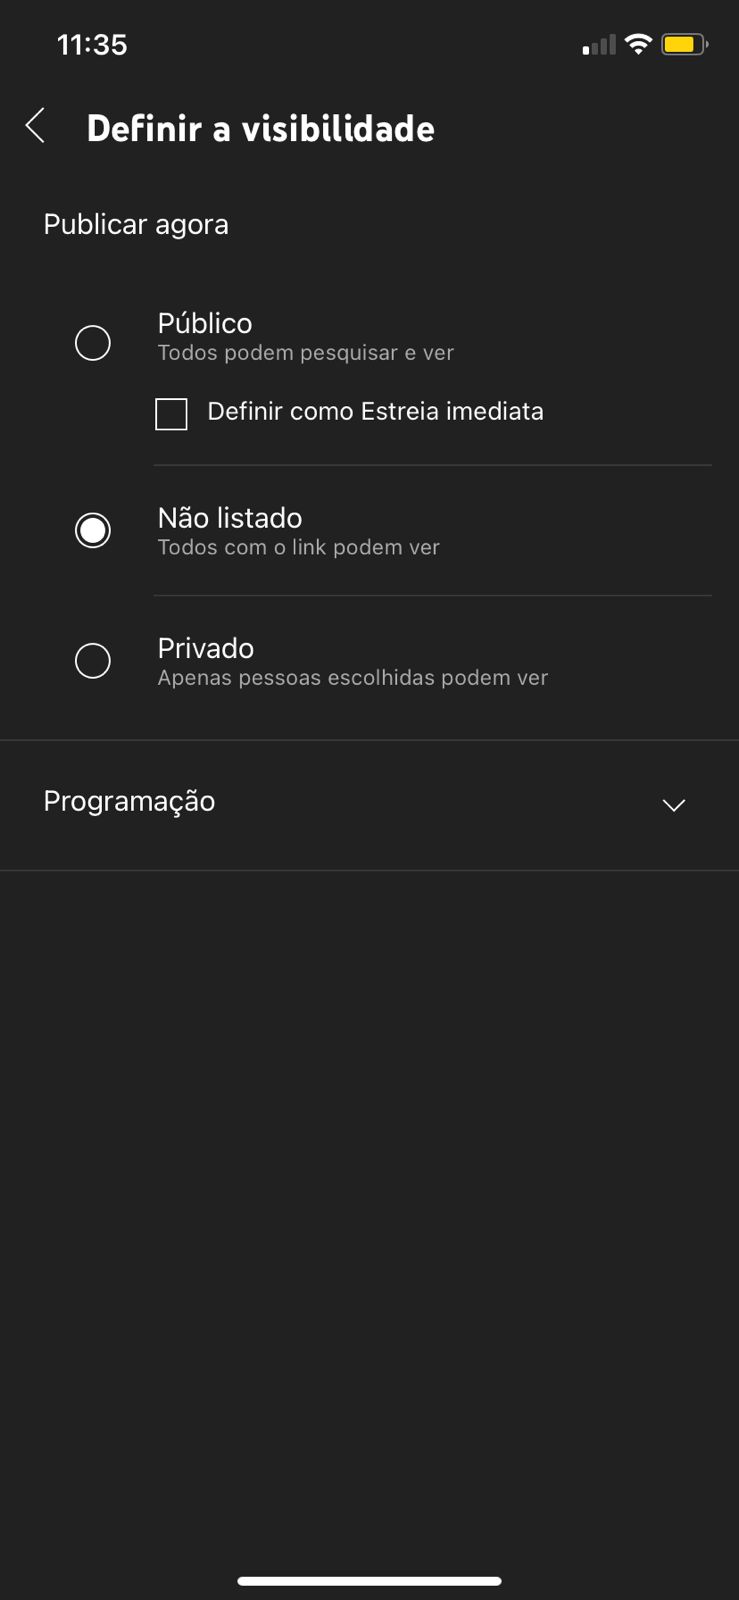 11:35
Definir a visibilidade
Publicar agora
Público
Todos podem pesquisar e ver
Definir como Estreia imediata
Não listado
Todos com o link podem ver
Privado
Apenas pessoas escolhidas podem ver
Programação